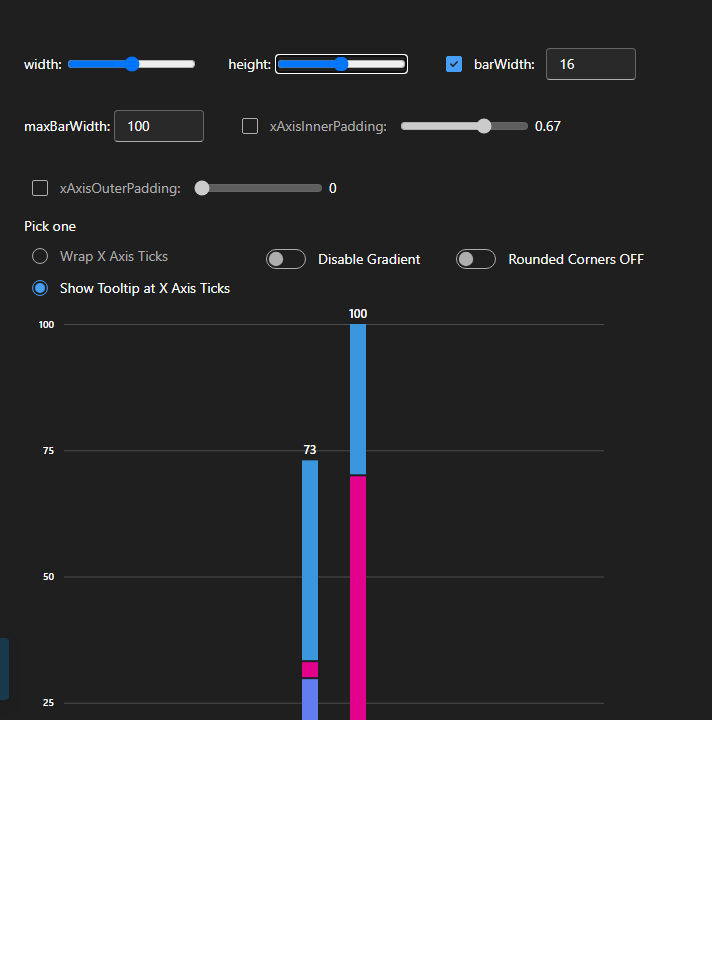 width: height: barWidth: 16
maxBarWidth: 100 xAxisInnerPadding: 0.67
xAxisOuterPadding: 0
Pick one
Wrap X Axis Ticks Disable Gradient Rounded Corners OFF
Show Tooltip at X Axis Ticks
100
100
75
73
50
25